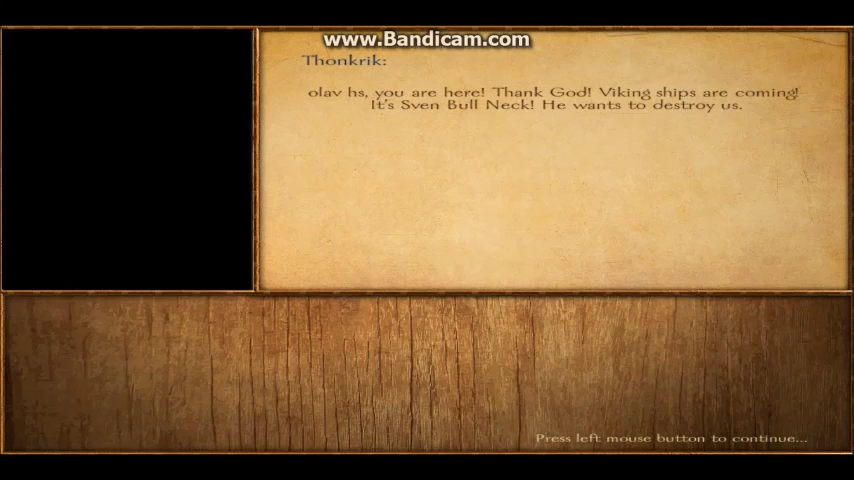 www.Bandicam.com
Thonkrik:
olav hs, you are here! Thank God! Viking ships are coming!
It's Sven Bull Neck! He wants to destroy us.
Press left mouse button to continue...